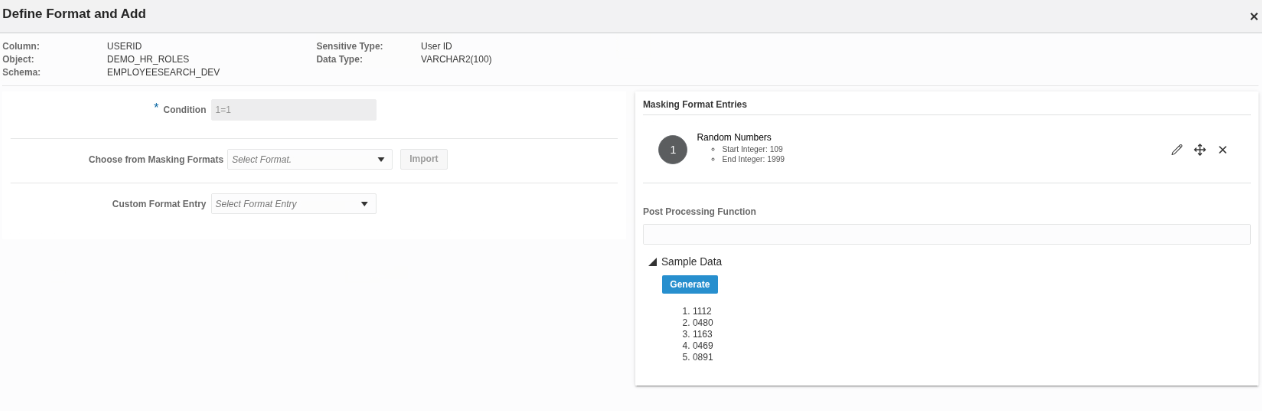 Define Format and Add
Column: USERID Sensitive Type: User ID
Object: DEMO_HR_ROLES Data Type: VARCHAR2(100)
Schema: EMPLOYEESEARCH_DEV
* Condition 1=1
Choose from Masking Formats Select Format. Import
Custom Format Entry Select Format Entry
Masking Format Entries
1 Random Numbers
Start Integer: 109
End Integer: 1999
Post Processing Function
Sample Data
Generate
1. 1112
2. 0480
3. 1163
4. 0469
5. 0891